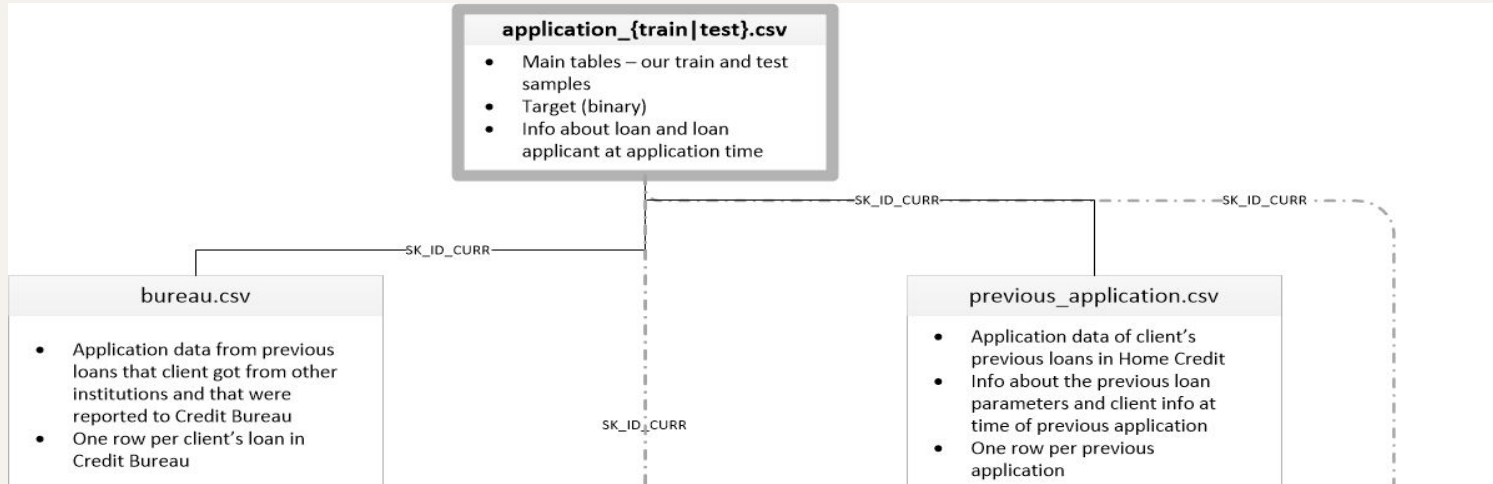 application_{train|test}.csv
• Main tables – our train and test
samples
• Target (binary)
• Info about loan and loan
applicant at application time
SK_ID_CURR
SK_ID_CURR
SK_ID_CURR
bureau.csv
• Application data from previous
loans that client got from other
institutions and that were
reported to Credit Bureau
• One row per client’s loan in
Credit Bureau
SK_ID_CURR
previous_application.csv
• Application data of client’s
previous loans in Home Credit
• Info about the previous loan
parameters and client info at
time of previous application
• One row per previous
application